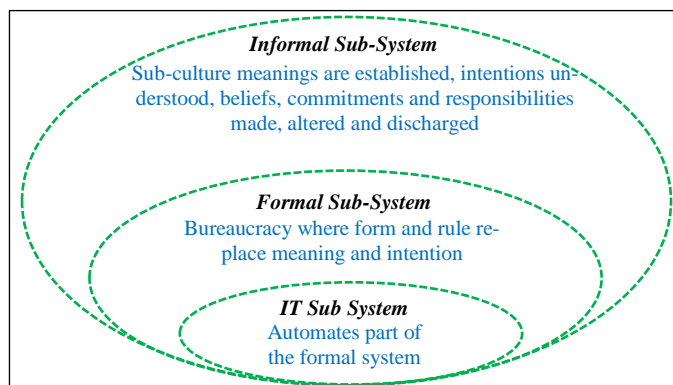 Informal Sub-System
Sub-culture meanings are established, intentions un-
derstood, beliefs, commitments and responsibilities
made, altered and discharged
Formal Sub-System
Bureaucracy where form and rule re-
place meaning and intention
IT Sub System
Automates part of
the formal system